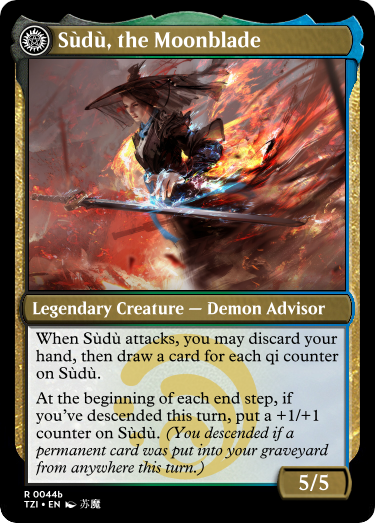 Sùdù, the Moonblade
Legendary Creature — Demon Advisor
When Sùdù attacks, you may discard your
hand, then draw a card for each qi counter
on Sùdù.
At the beginning of each end step, if
you've descended this turn, put a +1/+1
counter on Sùdù. (You descended if a
permanent card was put into your graveyard
from anywhere this turn.)
5/5
R 0044b
TZI • EN 苏魔